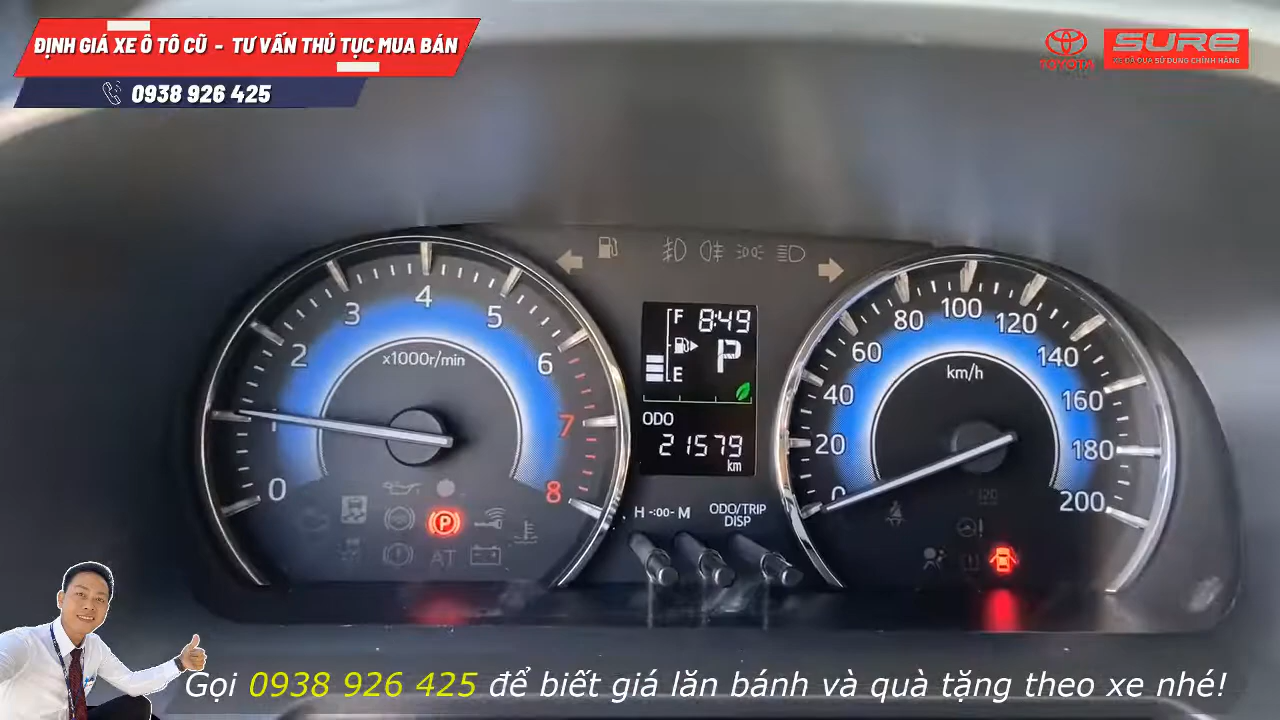 ĐỊNH GIÁ XE Ô TÔ CŨ - TƯ VẤN THỦ TỤC MUA BÁN
0938 926 425
TOYOTA
SURE
XE ĐÃ QUA SỬ DỤNG CHÍNH HÃNG
0
1
2
3
4
5
6
7
8
x1000r/min
AT
F 8:49
P
E
ODO
21579
km
H -:00- M
ODO/TRIP
DISP
0
20
40
60
80
100
120
140
160
180
200
km/h
120
P
Gọi 0938 926 425 để biết giá lăn bánh và quà tặng theo xe nhé!